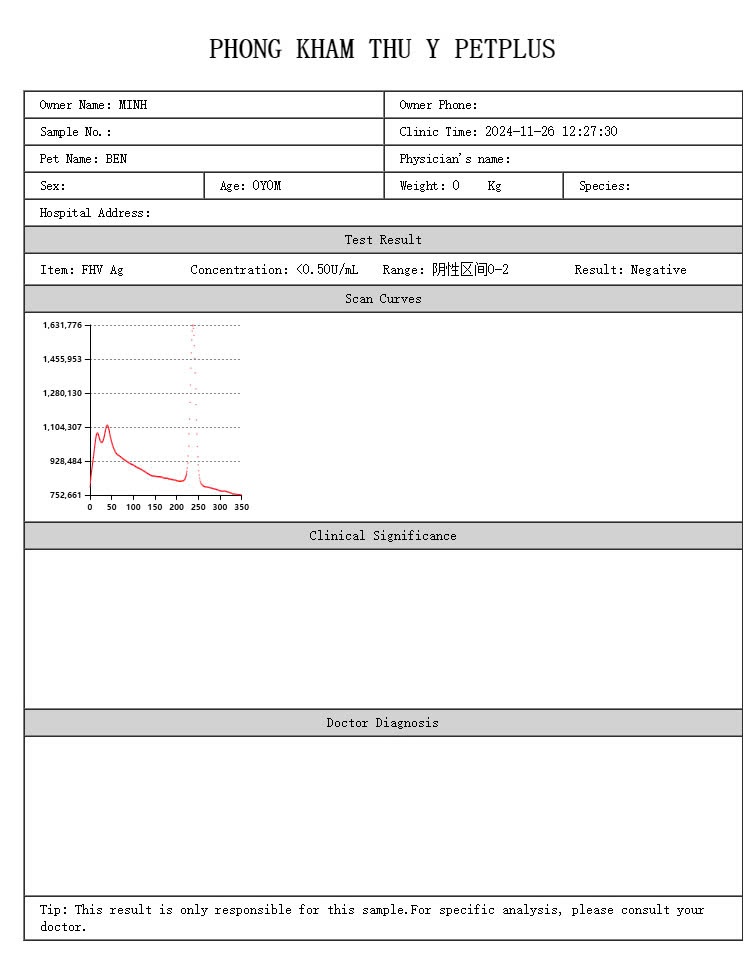 PHONG KHAM THU Y PETPLUS
Owner Name: MINH Owner Phone:
Sample No.: Clinic Time: 2024-11-26 12:27:30
Pet Name: BEN Physician's name:
Sex: Age: 0Y0M Weight: 0 Kg Species:
Hospital Address:
Test Result
Item: FHV Ag Concentration: <0.50U/mL Range: 阴性区间0-2 Result: Negative
Scan Curves
1,631,776
1,455,953
1,280,130
1,104,307
928,484
752,661
0 50 100 150 200 250 300 350
Clinical Significance
Doctor Diagnosis
Tip: This result is only responsible for this sample.For specific analysis, please consult your
doctor.